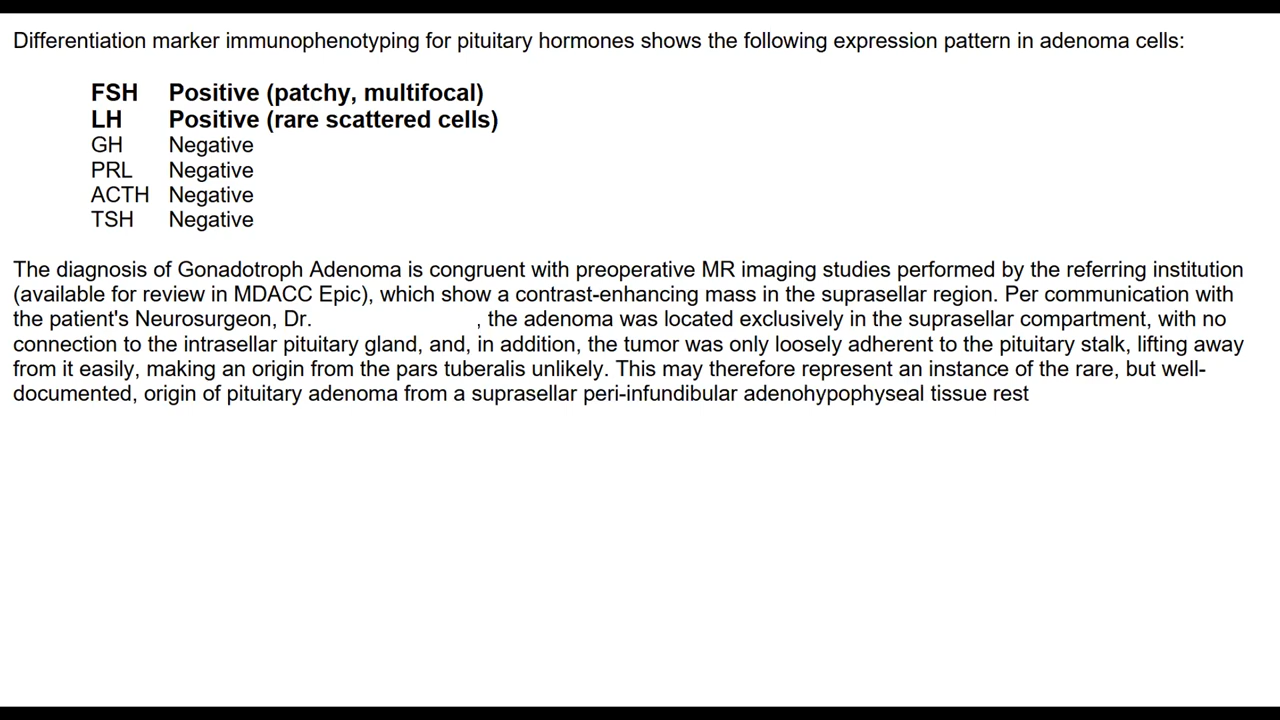 Differentiation marker immunophenotyping for pituitary hormones shows the following expression pattern in adenoma cells:
FSH Positive (patchy, multifocal)
LH Positive (rare scattered cells)
GH Negative
PRL Negative
ACTH Negative
TSH Negative
The diagnosis of Gonadotroph Adenoma is congruent with preoperative MR imaging studies performed by the referring institution
(available for review in MDACC Epic), which show a contrast-enhancing mass in the suprasellar region. Per communication with
the patient's Neurosurgeon, Dr. , the adenoma was located exclusively in the suprasellar compartment, with no
connection to the intrasellar pituitary gland, and, in addition, the tumor was only loosely adherent to the pituitary stalk, lifting away
from it easily, making an origin from the pars tuberalis unlikely. This may therefore represent an instance of the rare, but well-
documented, origin of pituitary adenoma from a suprasellar peri-infundibular adenohypophyseal tissue rest